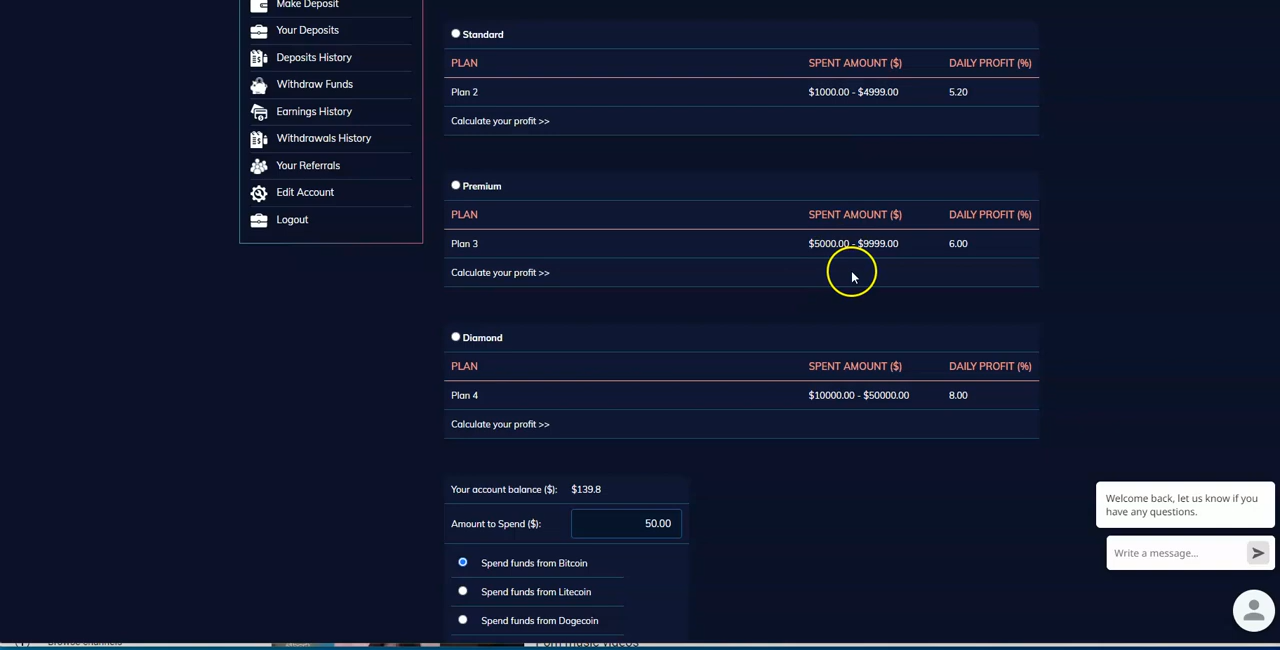 Make Deposit
Your Deposits
Deposits History
Withdraw Funds
Earnings History
Withdrawals History
Your Referrals
Edit Account
Logout
Standard
PLAN SPENT AMOUNT ($) DAILY PROFIT (%)
Plan 2 $1000.00 - $4999.00 5.20
Calculate your profit >>
Premium
PLAN SPENT AMOUNT ($) DAILY PROFIT (%)
Plan 3 $5000.00 - $9999.00 6.00
Calculate your profit >>
Diamond
PLAN SPENT AMOUNT ($) DAILY PROFIT (%)
Plan 4 $10000.00 - $50000.00 8.00
Calculate your profit >>
Your account balance ($): $139.8
Amount to Spend ($): 50.00
Spend funds from Bitcoin
Spend funds from Litecoin
Spend funds from Dogecoin
Welcome back, let us know if you
have any questions.
Write a message...